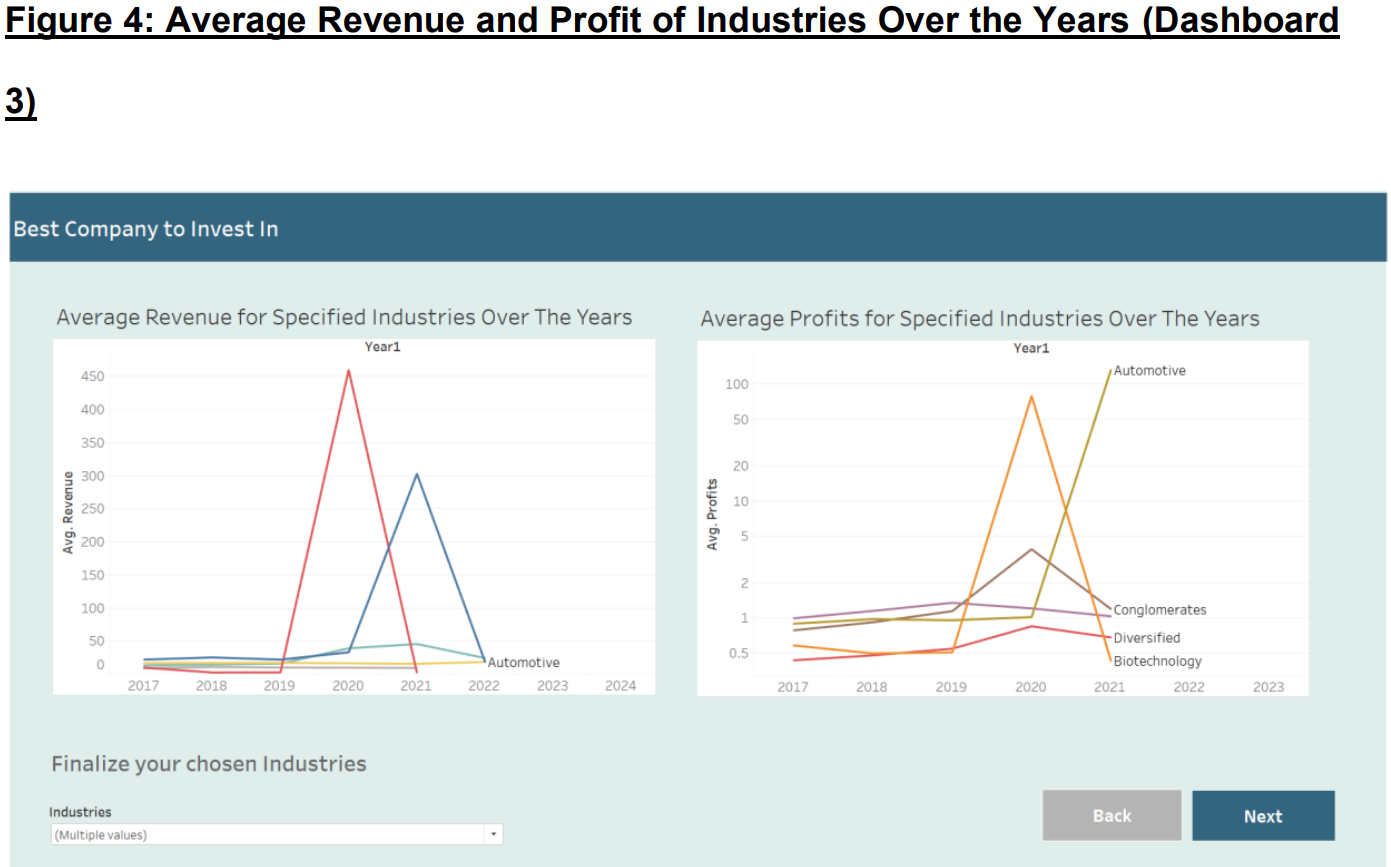 Figure 4: Average Revenue and Profit of Industries Over the Years (Dashboard
3)
Best Company to Invest In
Average Revenue for Specified Industries Over The Years
Year1
Avg. Revenue
450
400
350
300
250
200
150
100
50
0
Automotive
2017 2018 2019 2020 2021 2022 2023 2024
Average Profits for Specified Industries Over The Years
Year1
Avg. Profits
100
50
20
10
5
2
1
0.5
Automotive
Conglomerates
Diversified
Biotechnology
2017 2018 2019 2020 2021 2022 2023
Finalize your chosen Industries
Industries
(Multiple values)
Back
Next